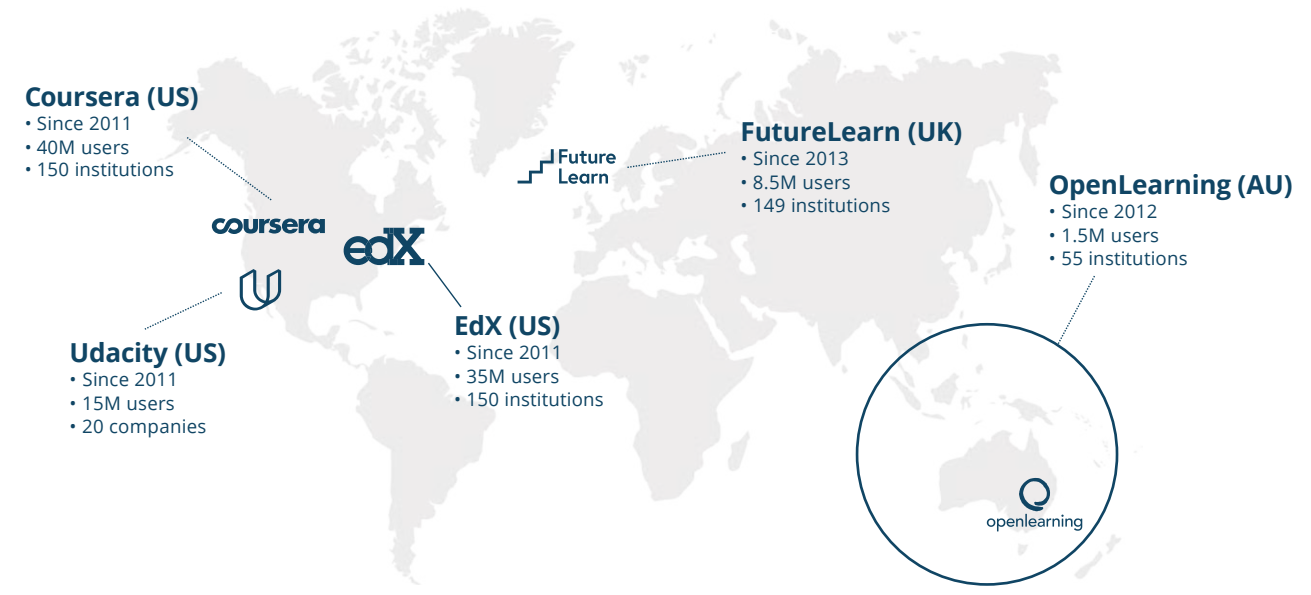 Coursera (US)
• Since 2011
• 40M users
• 150 institutions
coursera
edX
Udacity (US)
• Since 2011
• 15M users
• 20 companies
EdX (US)
• Since 2011
• 35M users
• 150 institutions
Future
Learn
FutureLearn (UK)
• Since 2013
• 8.5M users
• 149 institutions
OpenLearning (AU)
• Since 2012
• 1.5M users
• 55 institutions
openlearning